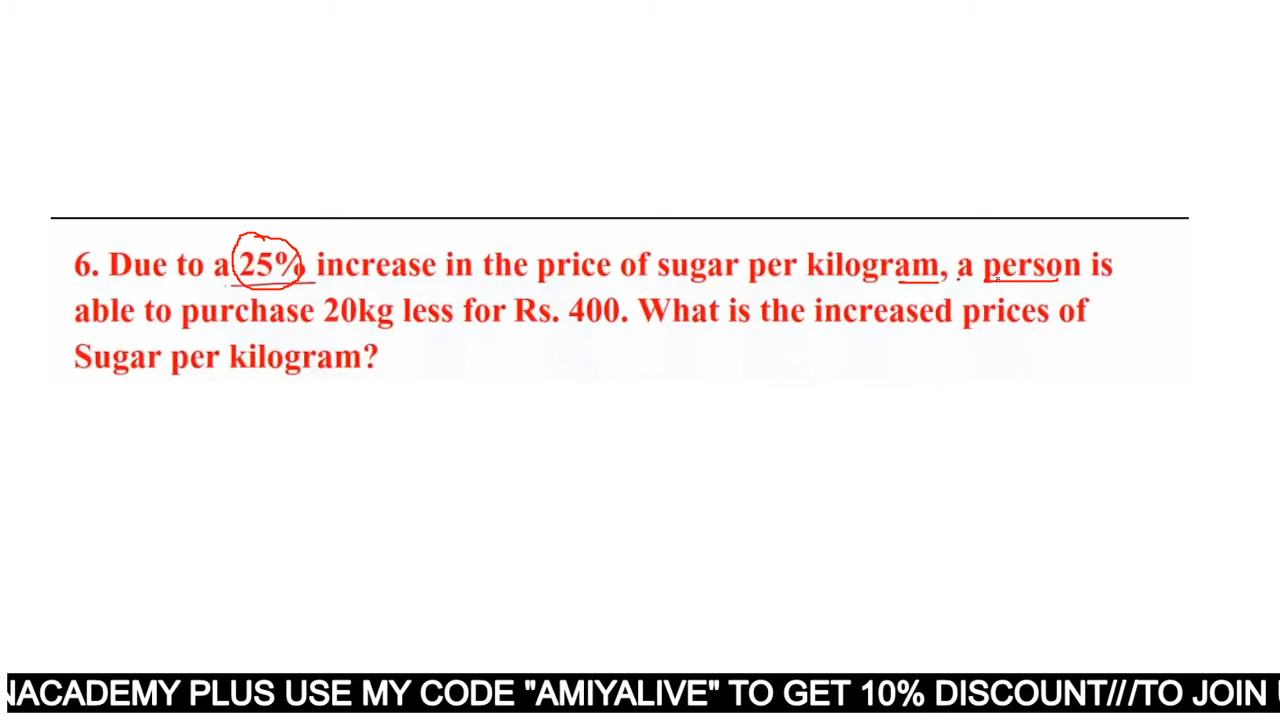 6. Due to a 25% increase in the price of sugar per kilogram, a person is
able to purchase 20kg less for Rs. 400. What is the increased prices of
Sugar per kilogram?
NACADEMY PLUS USE MY CODE "AMIYALIVE" TO GET 10% DISCOUNT///TO JOIN